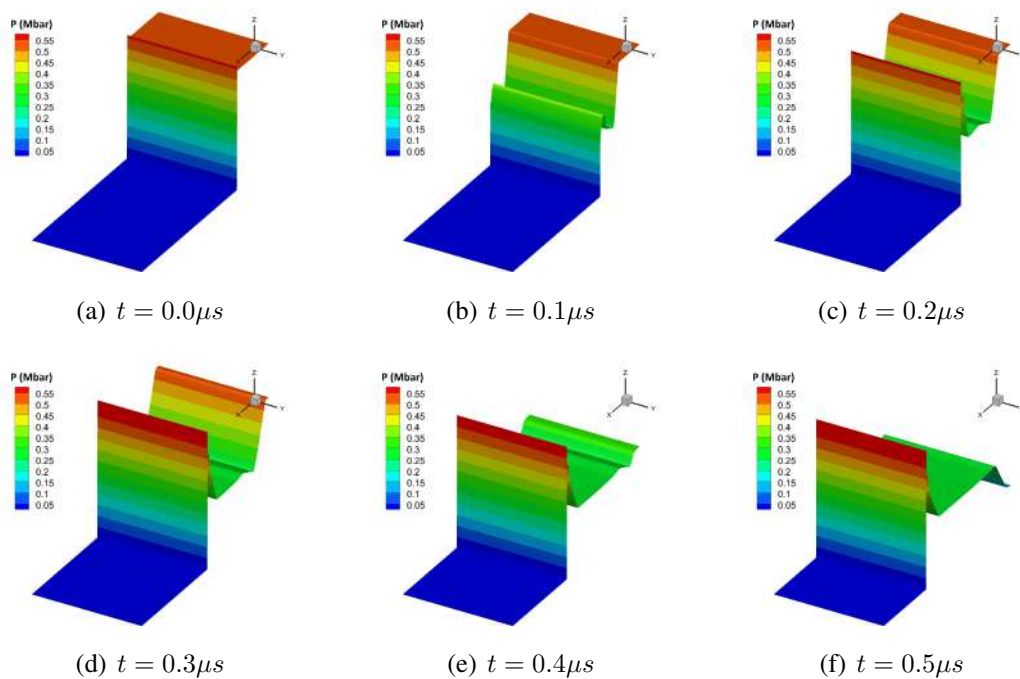 P (Mbar)
0.55
0.5
0.45
0.4
0.35
0.3
0.25
0.2
0.15
0.1
0.05
Z
X
Y
(a) t = 0.0μs
P (Mbar)
0.55
0.5
0.45
0.4
0.35
0.3
0.25
0.2
0.15
0.1
0.05
Z
X
Y
(b) t = 0.1μs
P (Mbar)
0.55
0.5
0.45
0.4
0.35
0.3
0.25
0.2
0.15
0.1
0.05
Z
X
Y
(c) t = 0.2μs
P (Mbar)
0.55
0.5
0.45
0.4
0.35
0.3
0.25
0.2
0.15
0.1
0.05
Z
X
Y
(d) t = 0.3μs
P (Mbar)
0.55
0.5
0.45
0.4
0.35
0.3
0.25
0.2
0.15
0.1
0.05
Z
X
Y
(e) t = 0.4μs
P (Mbar)
0.55
0.5
0.45
0.4
0.35
0.3
0.25
0.2
0.15
0.1
0.05
Z
X
Y
(f) t = 0.5μs